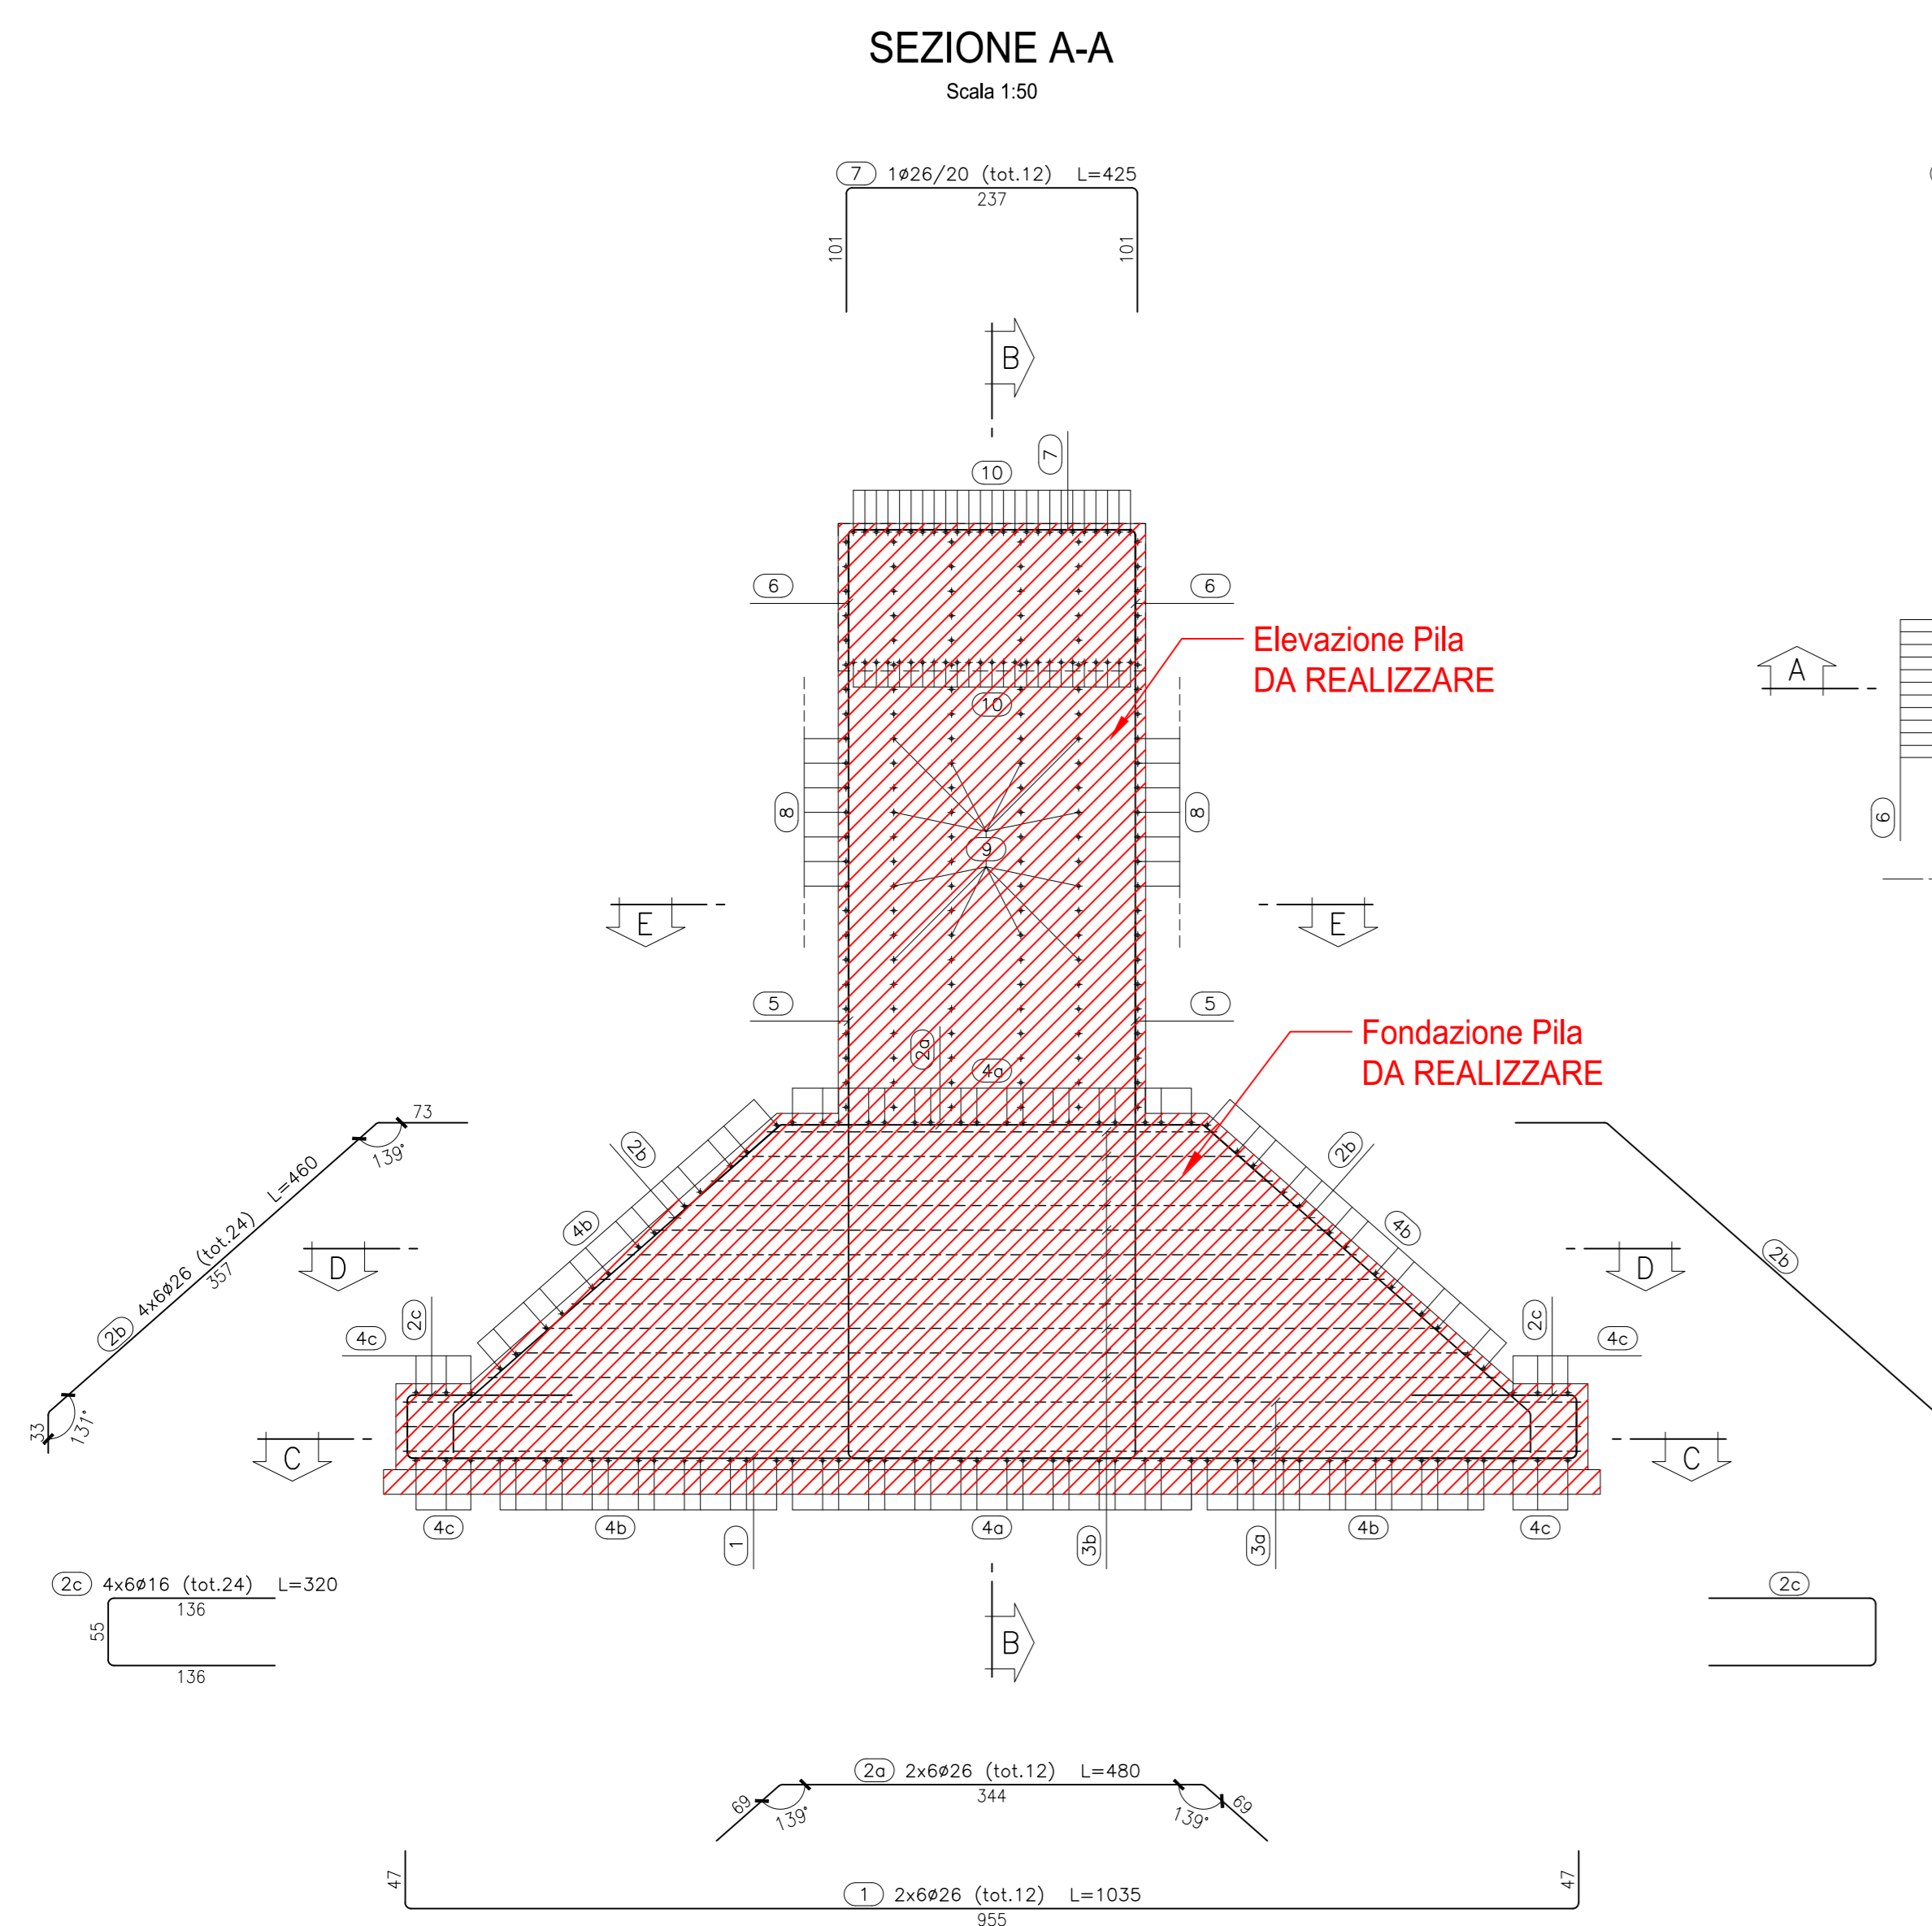 SEZIONE A-A
Scala 1:50
7 1ø26/20 (tot.12) L=425
237
101
101
B
7
10
6
6
Elevazione Pila
DA REALIZZARE
A
10
8
8
6
9
E
E
5
5
2a
Fondazione Pila
DA REALIZZARE
4a
73
139°
2b
2b
L=460
4b
4b
2b 4x6ø26 (tot.24)
357
2b
D
D
2c
2c
4c
4c
33
131°
C
C
4c
4b
4a
4b
4c
1
3b
3a
2c 4x6ø16 (tot.24) L=320
136
55
136
2c
B
2a 2x6ø26 (tot.12) L=480
344
69
139°
139°
69
47
47
1 2x6ø26 (tot.12) L=1035
955